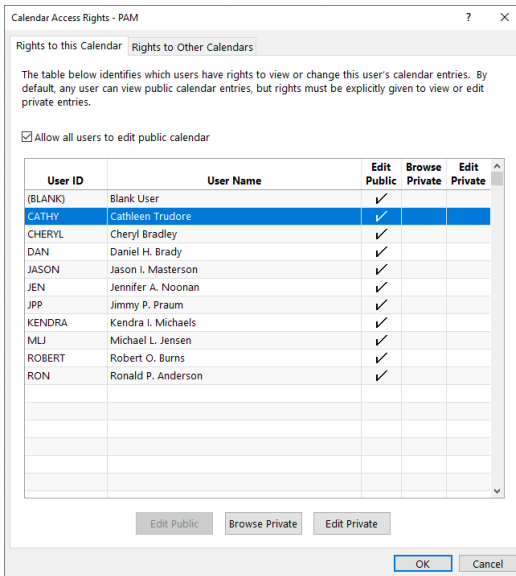 Calendar Access Rights - PAM
Rights to this Calendar Rights to Other Calendars
The table below identifies which users have rights to view or change this user's calendar entries. By
default, any user can view public calendar entries, but rights must be explicitly given to view or edit
private entries.
Allow all users to edit public calendar
User ID User Name Edit Public Browse Private Edit Private
(BLANK) Blank User ✓
CATHY Cathleen Trudore ✓
CHERYL Cheryl Bradley ✓
DAN Daniel H. Brady ✓
JASON Jason I. Masterson ✓
JEN Jennifer A. Noonan ✓
JPP Jimmy P. Praum ✓
KENDRA Kendra I. Michaels ✓
MLJ Michael L. Jensen ✓
ROBERT Robert O. Burns ✓
RON Ronald P. Anderson ✓
Edit Public Browse Private Edit Private
OK Cancel